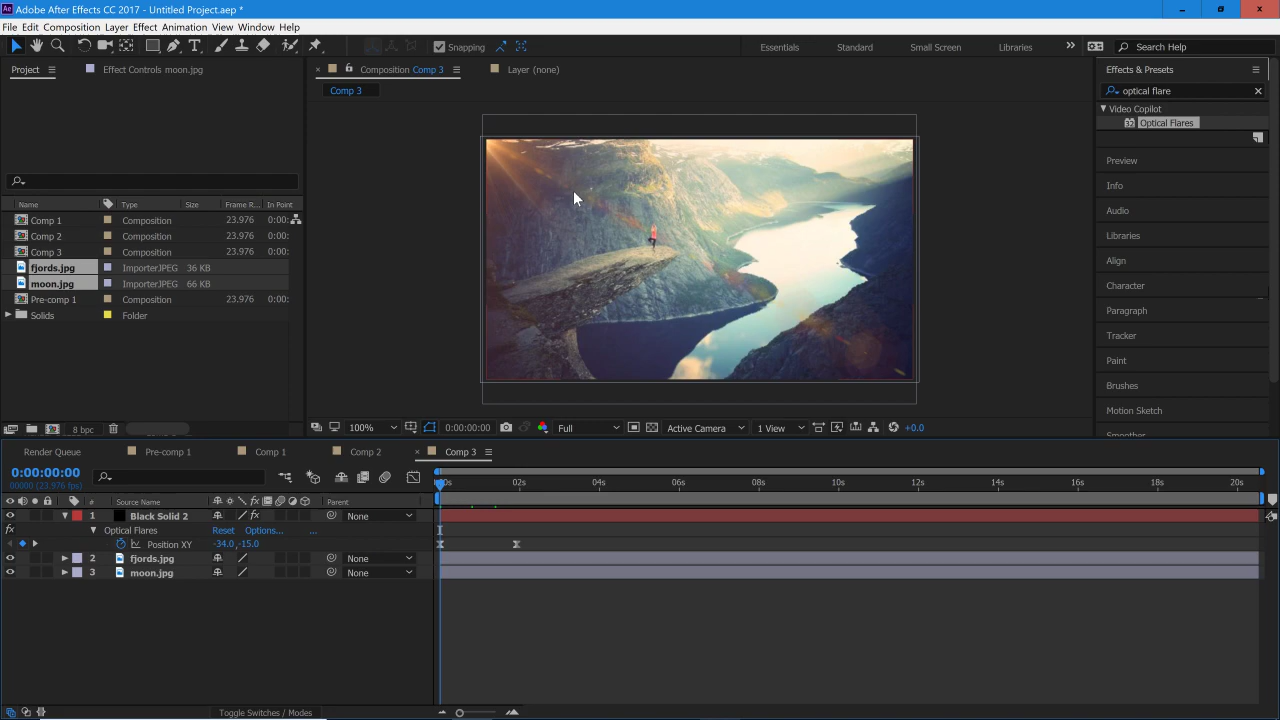 Ae Adobe After Effects CC 2017 - Untitled Project.aep *
File Edit Composition Layer Effect Animation View Window Help
Snapping
Essentials Standard Small Screen Libraries Search Help
Project Effect Controls moon.jpg
Composition Comp 3 Layer (none)
Effects & Presets
Comp 3
optical flare
Video Copilot
32 Optical Flares
Preview
Info
Audio
Libraries
Align
Character
Paragraph
Tracker
Paint
Brushes
Motion Sketch
Smoother
Name Type Size Frame R... In Point
Comp 1 Composition 23.976 0:00:
Comp 2 Composition 23.976 0:00:
Comp 3 Composition 23.976 0:00:
fjords.jpg ImporterJPEG 36 KB
moon.jpg ImporterJPEG 66 KB
Pre-comp 1 Composition 23.976 0:00:
Solids Folder
8 bpc
100% 0:00:00:00 Full Active Camera 1 View +0.0
Render Queue Pre-comp 1 Comp 1 Comp 2 Comp 3
0:00:00:00
00000 (23.976 fps)
:00s 02s 04s 06s 08s 10s 12s 14s 16s 18s 20s
# Source Name Parent
1 Black Solid 2 None
Optical Flares Reset Options... ...
Position XY -34.0,-15.0
2 fjords.jpg None
3 moon.jpg None
Toggle Switches / Modes